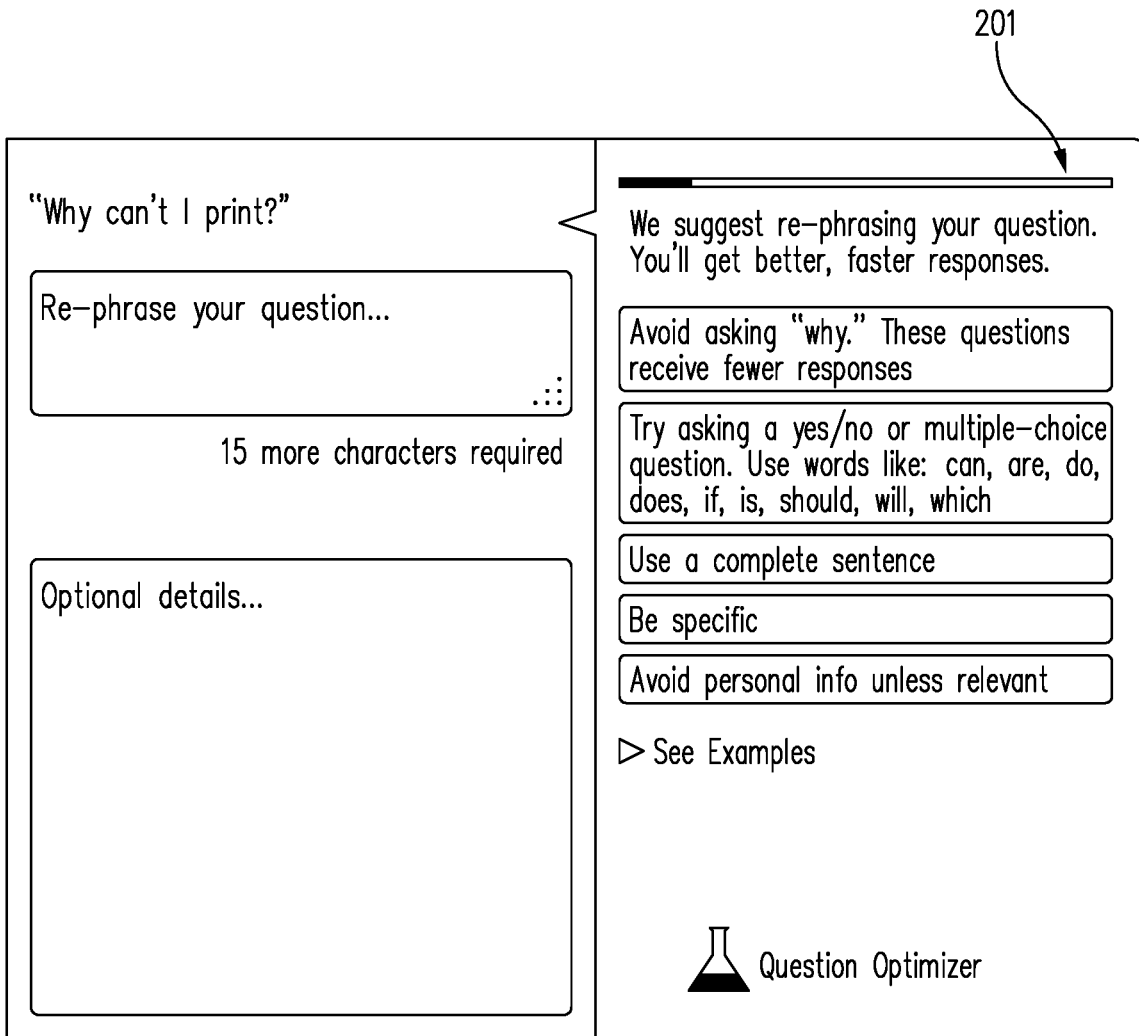 201
“Why can't I print?”
Re-phrase your question...
15 more characters required
Optional details...
We suggest re-phrasing your question.
You'll get better, faster responses.
Avoid asking “why.” These questions
receive fewer responses
Try asking a yes/no or multiple-choice
question. Use words like: can, are, do,
does, if, is, should, will, which
Use a complete sentence
Be specific
Avoid personal info unless relevant
See Examples
Question Optimizer